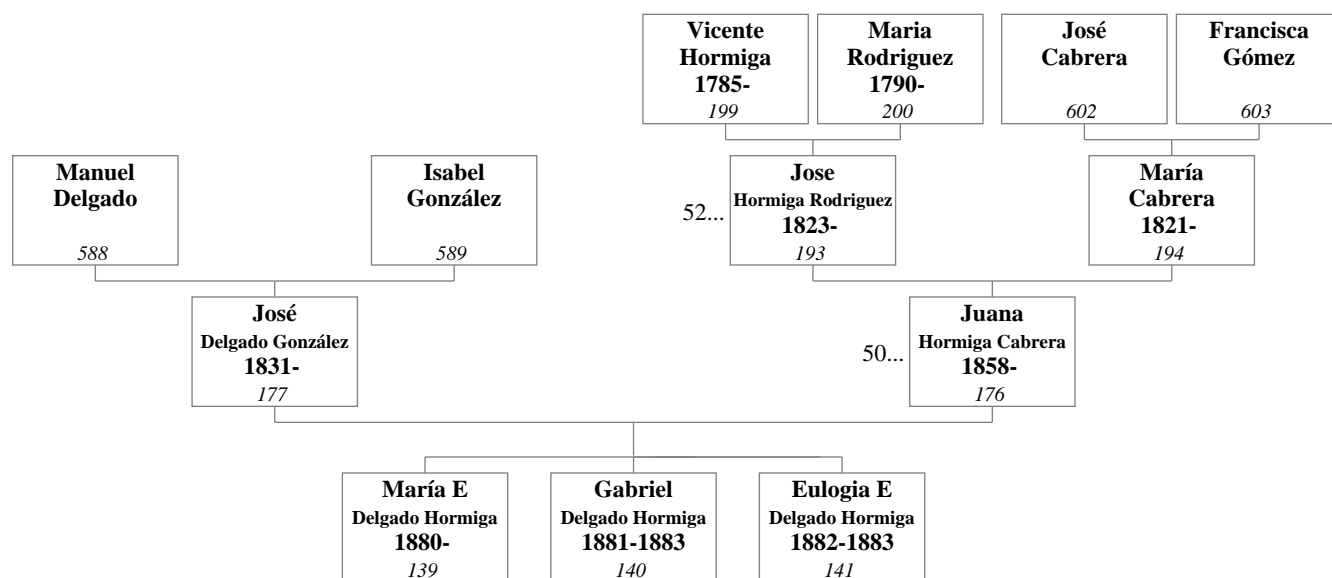 Vicente
Hormiga
1785-
199
Maria
Rodriguez
1790-
200
José
Cabrera
602
Francisca
Gómez
603
Manuel
Delgado
588
Isabel
González
589
52...
Jose
Hormiga Rodriguez
1823-
193
María
Cabrera
1821-
194
José
Delgado González
1831-
177
50...
Juana
Hormiga Cabrera
1858-
176
María E
Delgado Hormiga
1880-
139
Gabriel
Delgado Hormiga
1881-1883
140
Eulogia E
Delgado Hormiga
1882-1883
141